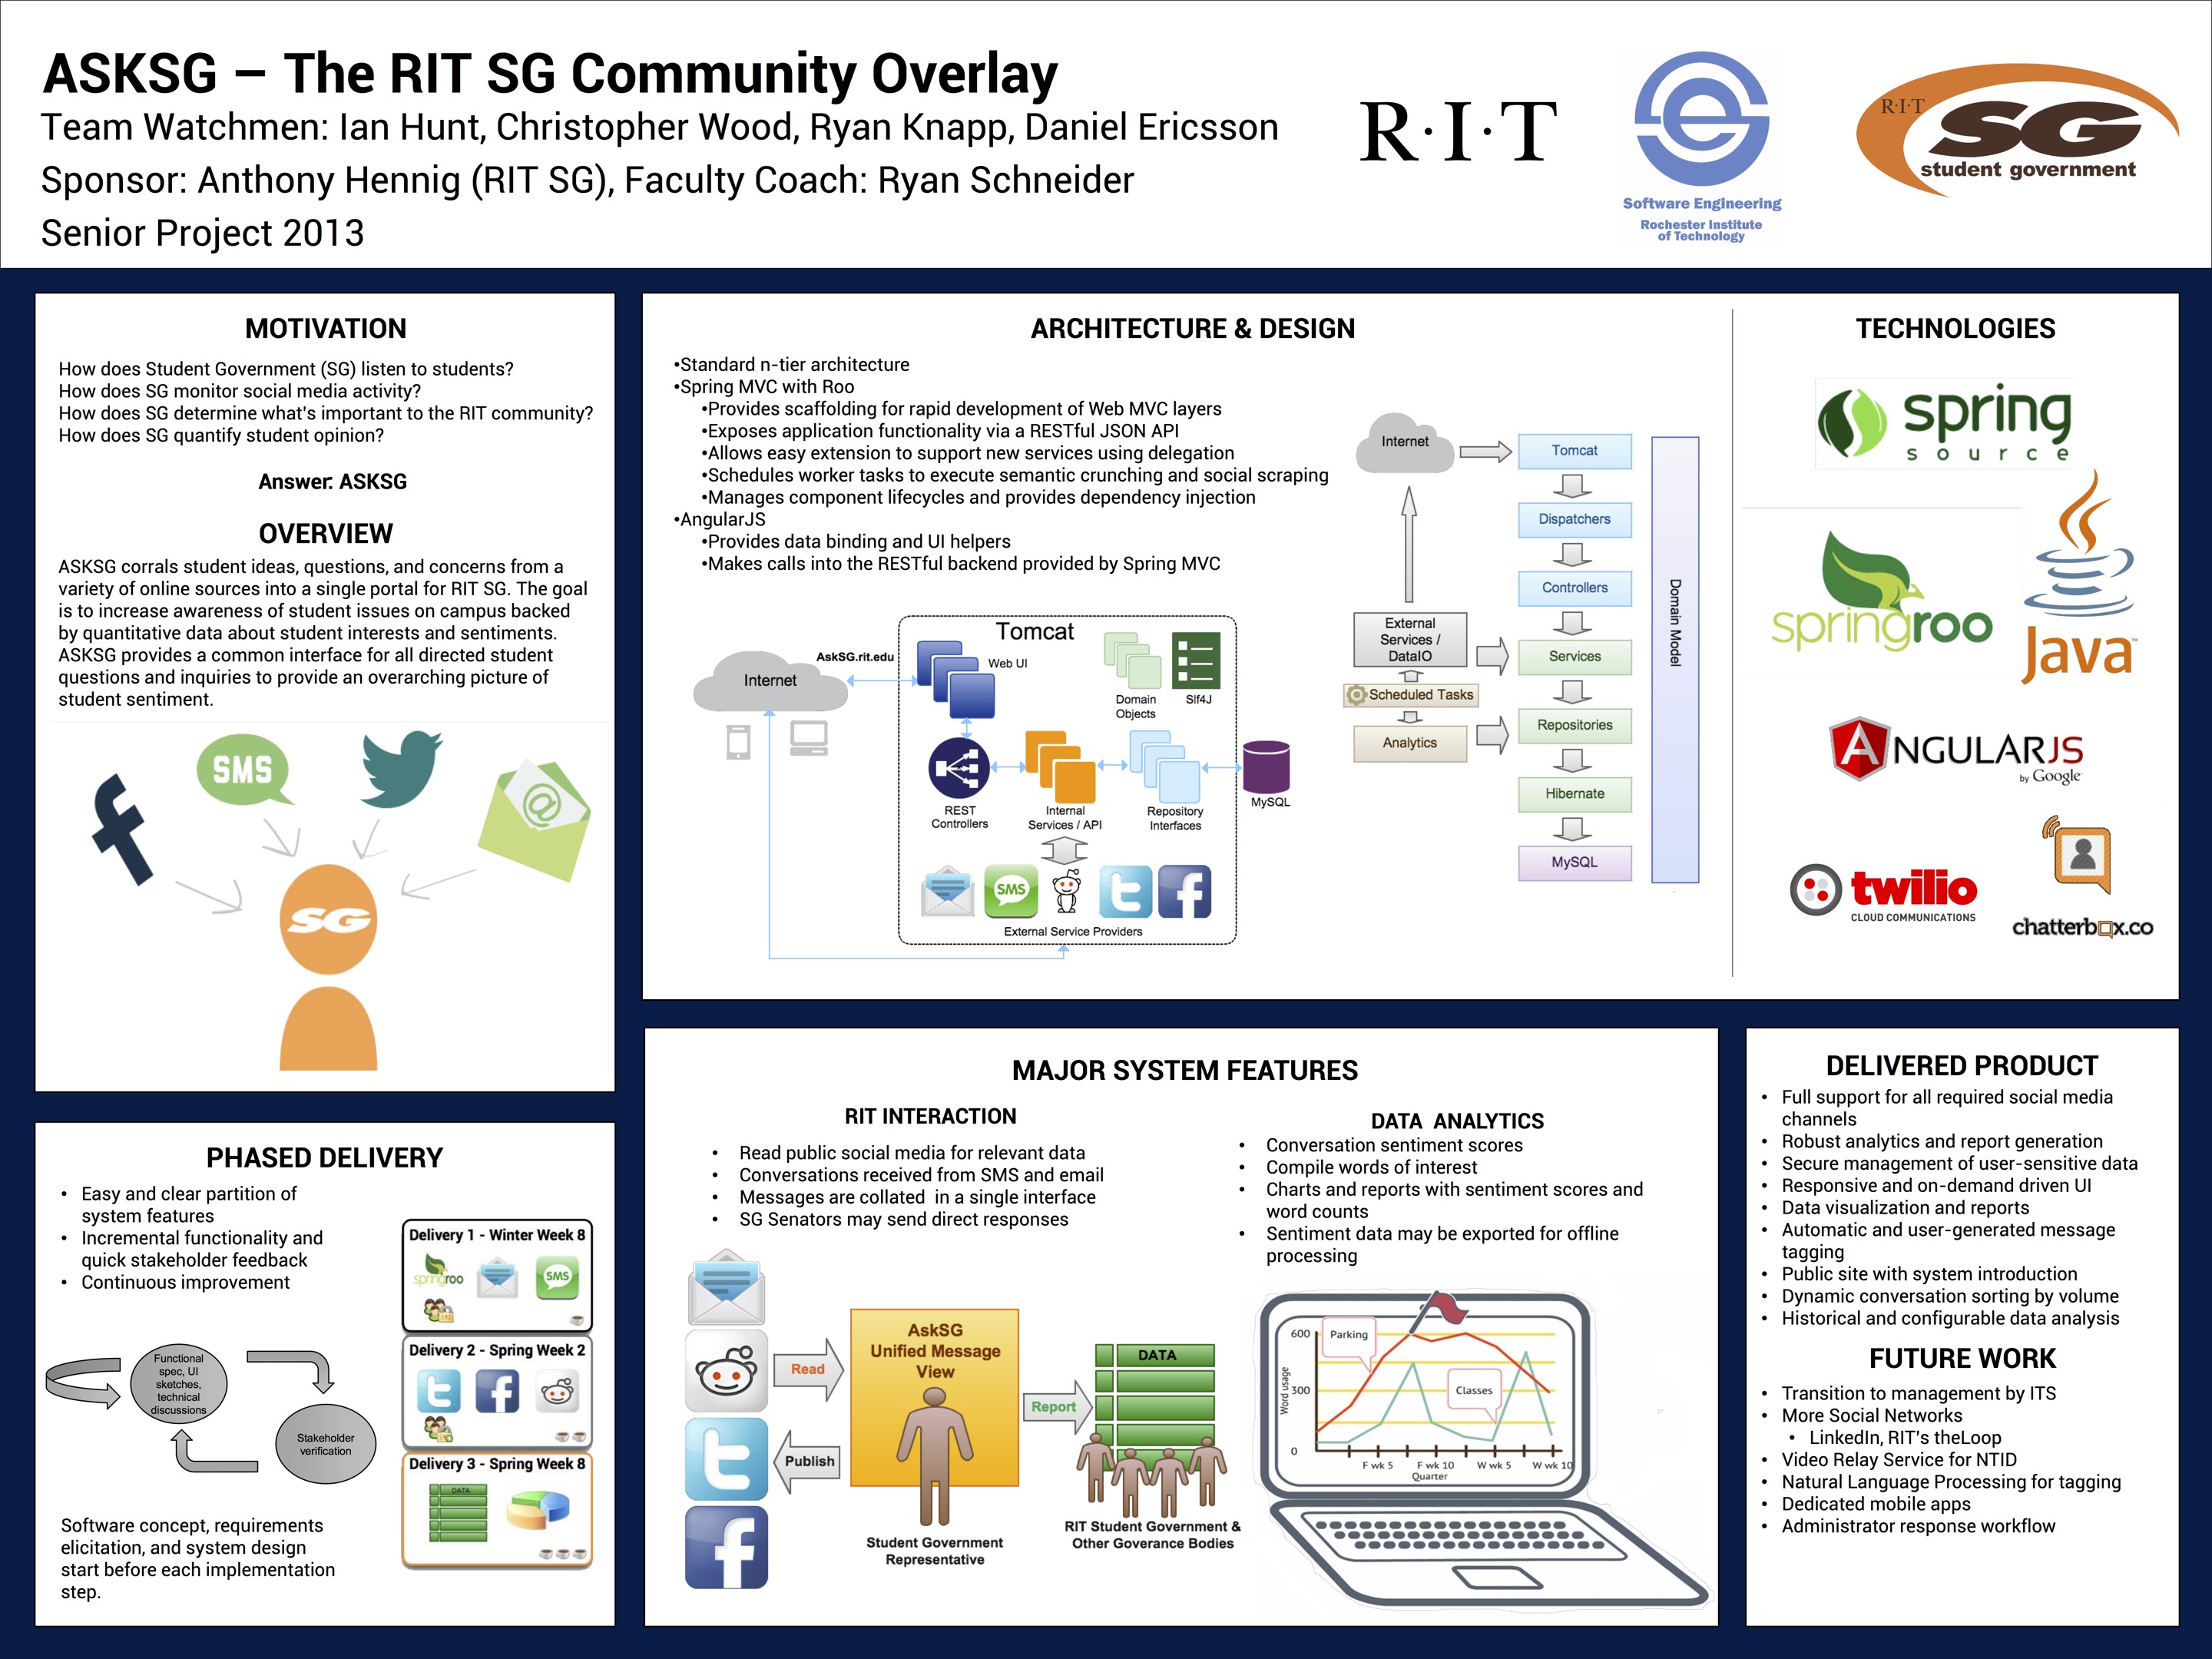 ASKSG – The RIT SG Community Overlay
Team Watchmen: Ian Hunt, Christopher Wood, Ryan Knapp, Daniel Ericsson
Sponsor: Anthony Hennig (RIT SG), Faculty Coach: Ryan Schneider
Senior Project 2013
R·I·T
Software Engineering
Rochester Institute
of Technology
R·I·T
SG
student government
MOTIVATION
How does Student Government (SG) listen to students?
How does SG monitor social media activity?
How does SG determine what's important to the RIT community?
How does SG quantify student opinion?
Answer: ASKSG
OVERVIEW
ASKSG corrals student ideas, questions, and concerns from a
variety of online sources into a single portal for RIT SG. The goal
is to increase awareness of student issues on campus backed
by quantitative data about student interests and sentiments.
ASKSG provides a common interface for all directed student
questions and inquiries to provide an overarching picture of
student sentiment.
f
SMS
@
SG
PHASED DELIVERY
• Easy and clear partition of
system features
• Incremental functionality and
quick stakeholder feedback
• Continuous improvement
Functional
spec, UI
sketches,
technical
discussions
Stakeholder
verification
Software concept, requirements
elicitation, and system design
start before each implementation
step.
Delivery 1 - Winter Week 8
springroo
SMS
Delivery 2 - Spring Week 2
t
f
Delivery 3 - Spring Week 8
DATA
ARCHITECTURE & DESIGN
•Standard n-tier architecture
•Spring MVC with Roo
•Provides scaffolding for rapid development of Web MVC layers
•Exposes application functionality via a RESTful JSON API
•Allows easy extension to support new services using delegation
•Schedules worker tasks to execute semantic crunching and social scraping
•Manages component lifecycles and provides dependency injection
•AngularJS
•Provides data binding and UI helpers
•Makes calls into the RESTful backend provided by Spring MVC
Internet
AskSG.rit.edu
Tomcat
Web UI
Domain
Objects
Slf4J
REST
Controllers
Internal
Services / API
Repository
Interfaces
MySQL
SMS
t
f
External Service Providers
Internet
External
Services /
DataIO
Scheduled Tasks
Analytics
Tomcat
Dispatchers
Controllers
Services
Repositories
Hibernate
MySQL
Domain Model
TECHNOLOGIES
spring
source
springroo
Java™
ANGULARJS
by Google
twilio
CLOUD COMMUNICATIONS
chatterbox.co
MAJOR SYSTEM FEATURES
RIT INTERACTION
• Read public social media for relevant data
• Conversations received from SMS and email
• Messages are collated in a single interface
• SG Senators may send direct responses
t
f
Read
Publish
AskSG
Unified Message
View
Student Government
Representative
Report
DATA
RIT Student Government &
Other Goverance Bodies
DATA ANALYTICS
• Conversation sentiment scores
• Compile words of interest
• Charts and reports with sentiment scores and
word counts
• Sentiment data may be exported for offline
processing
Word usage
600
300
0
Parking
Classes
F wk 5 F wk 10 W wk 5 W wk 10
Quarter
DELIVERED PRODUCT
• Full support for all required social media
channels
• Robust analytics and report generation
• Secure management of user-sensitive data
• Responsive and on-demand driven UI
• Data visualization and reports
• Automatic and user-generated message
tagging
• Public site with system introduction
• Dynamic conversation sorting by volume
• Historical and configurable data analysis
FUTURE WORK
• Transition to management by ITS
• More Social Networks
• LinkedIn, RIT's theLoop
• Video Relay Service for NTID
• Natural Language Processing for tagging
• Dedicated mobile apps
• Administrator response workflow